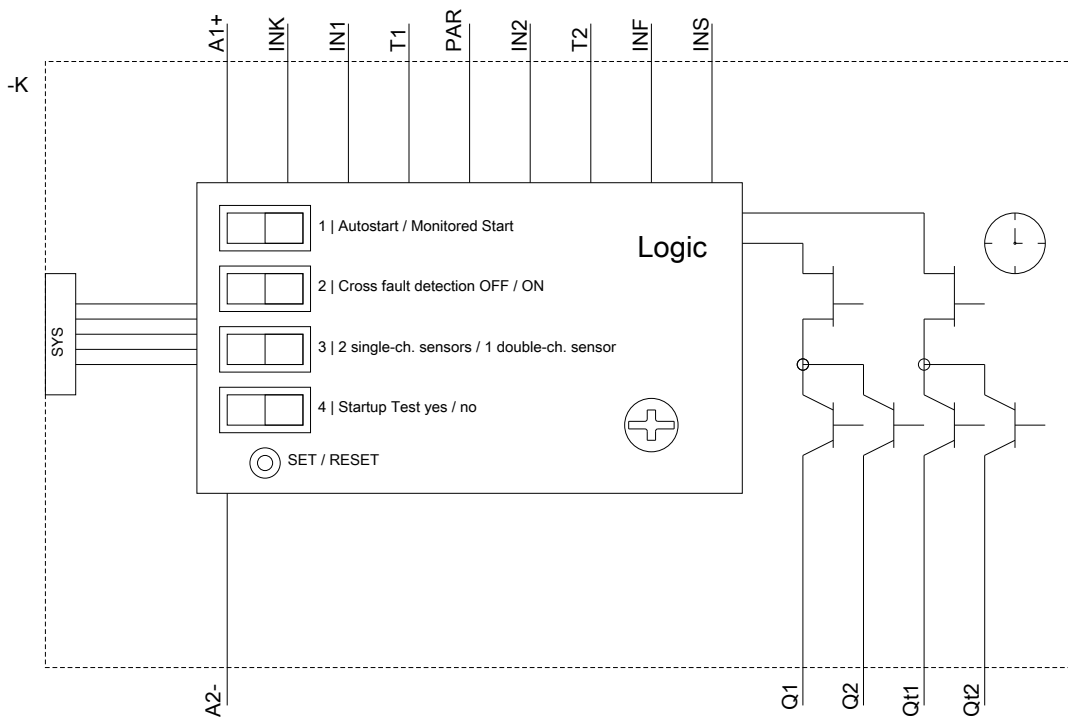 A1+
INK
IN1
T1
PAR
IN2
T2
INF
INS
-K
1 | Autostart / Monitored Start
Logic
2 | Cross fault detection OFF / ON
SYS
3 | 2 single-ch. sensors / 1 double-ch. sensor
4 | Startup Test yes / no
SET / RESET
A2-
Q1
Q2
Qt1
Qt2